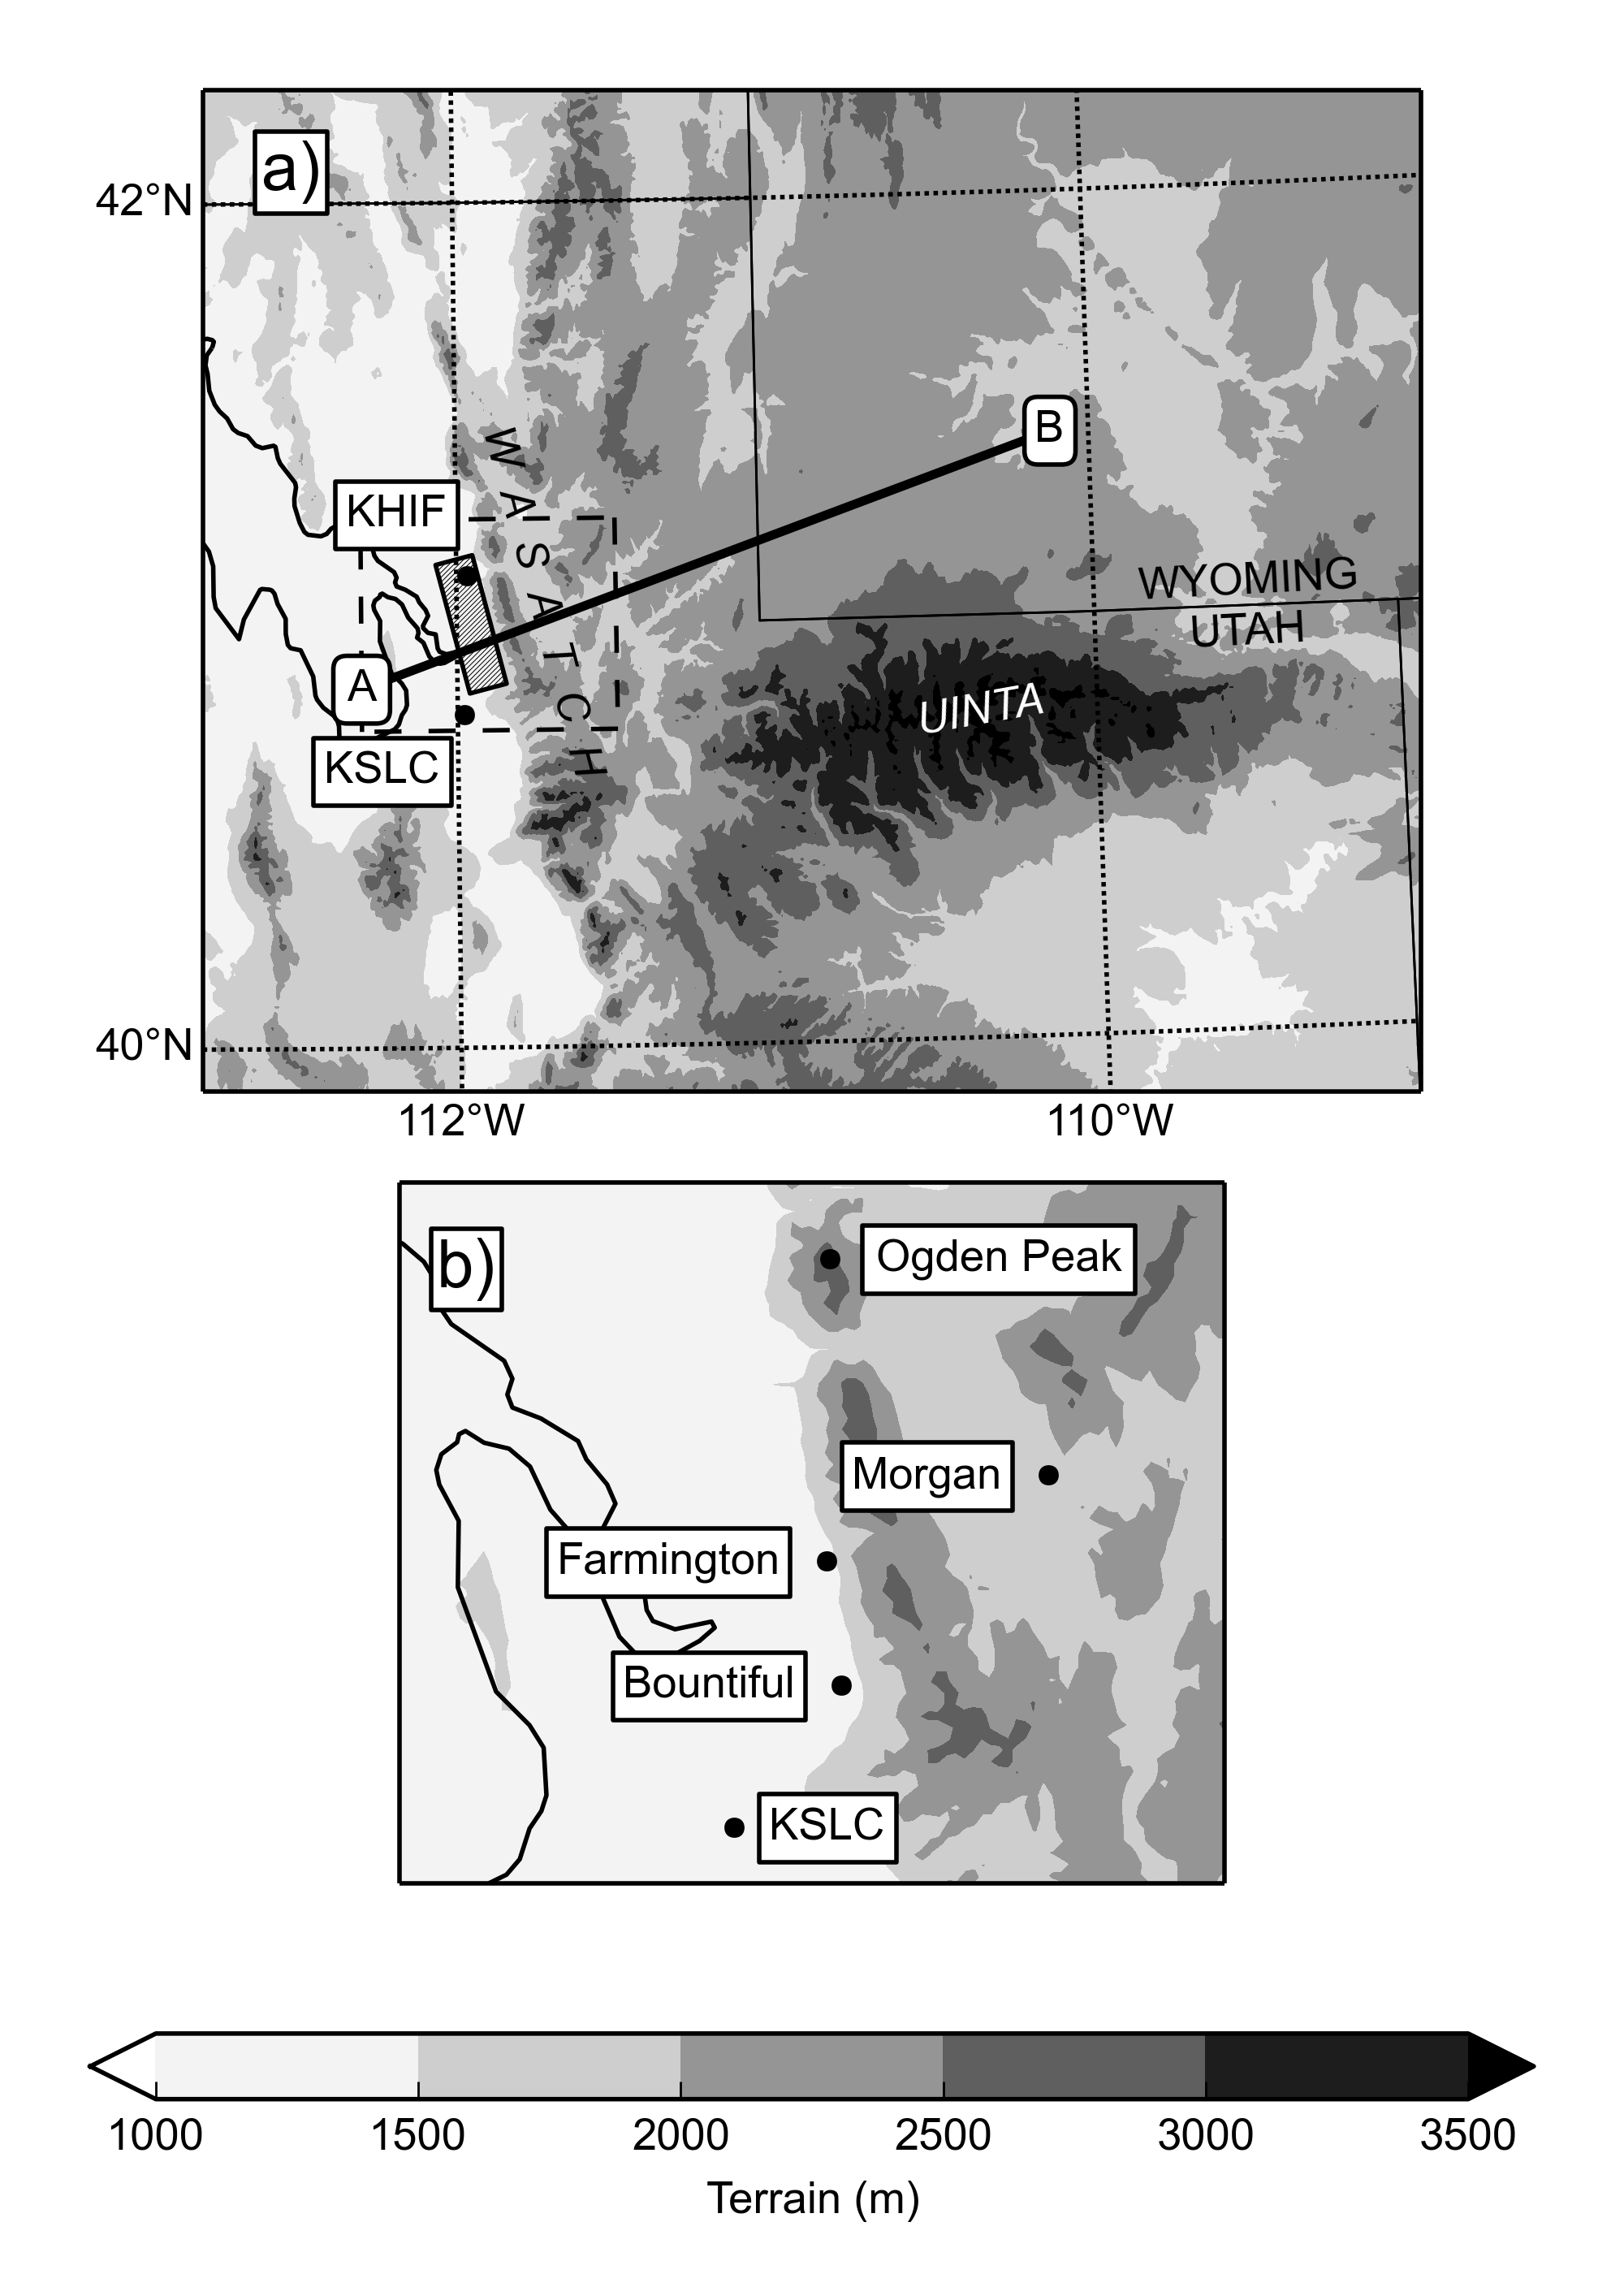 a)
42°N
B
WASATCH
KHIF
WYOMING
UTAH
A
UINTA
KSLC
40°N
112°W
110°W
b)
Ogden Peak
Morgan
Farmington
Bountiful
KSLC
1000 1500 2000 2500 3000 3500
Terrain (m)